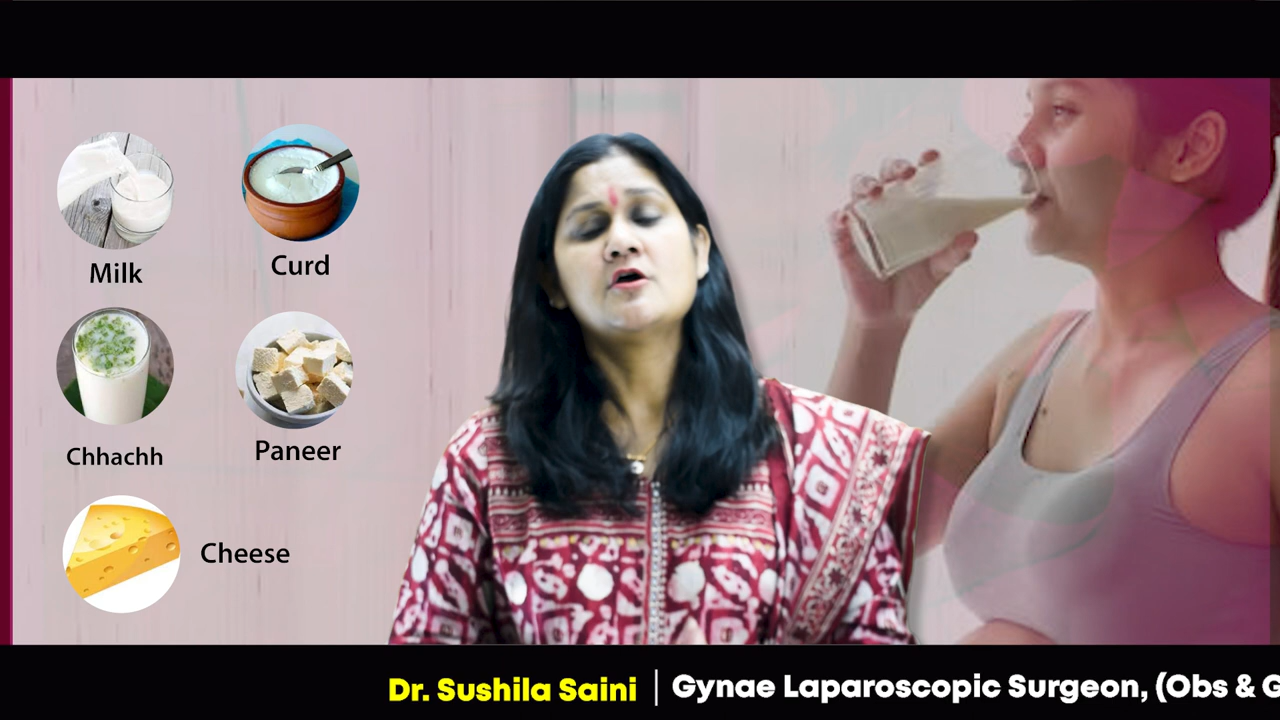 Milk
Curd
Chhachh
Paneer
Cheese
Dr. Sushila Saini | Gynae Laparoscopic Surgeon, (Obs & G